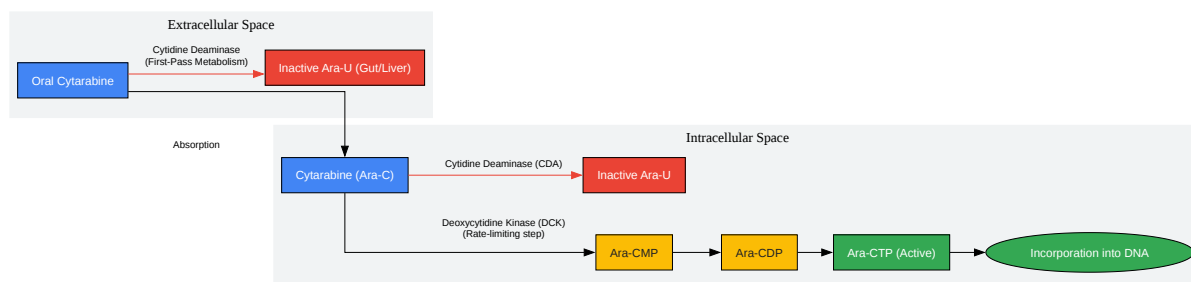 Extracellular Space
Cytidine Deaminase
(First-Pass Metabolism)
Oral Cytarabine
Inactive Ara-U (Gut/Liver)
Absorption
Intracellular Space
Cytarabine (Ara-C)
Cytidine Deaminase (CDA)
Inactive Ara-U
Deoxycytidine Kinase (DCK)
(Rate-limiting step)
Ara-CMP
Ara-CDP
Ara-CTP (Active)
Incorporation into DNA